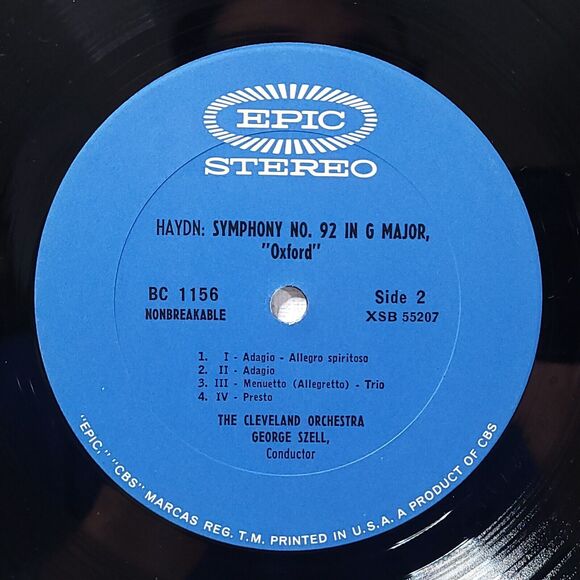 EPIC
STEREO
HAYDN: SYMPHONY NO. 92 IN G MAJOR,
"Oxford"
BC 1156
NONBREAKABLE
Side 2
XSB 55207
1. I - Adagio - Allegro spiritoso
2. II - Adagio
3. III - Menuetto (Allegretto) - Trio
4. IV - Presto
THE CLEVELAND ORCHESTRA
GEORGE SZELL,
Conductor
"EPIC," "CBS" MARCAS REG. T.M. PRINTED IN U.S.A. A PRODUCT OF CBS